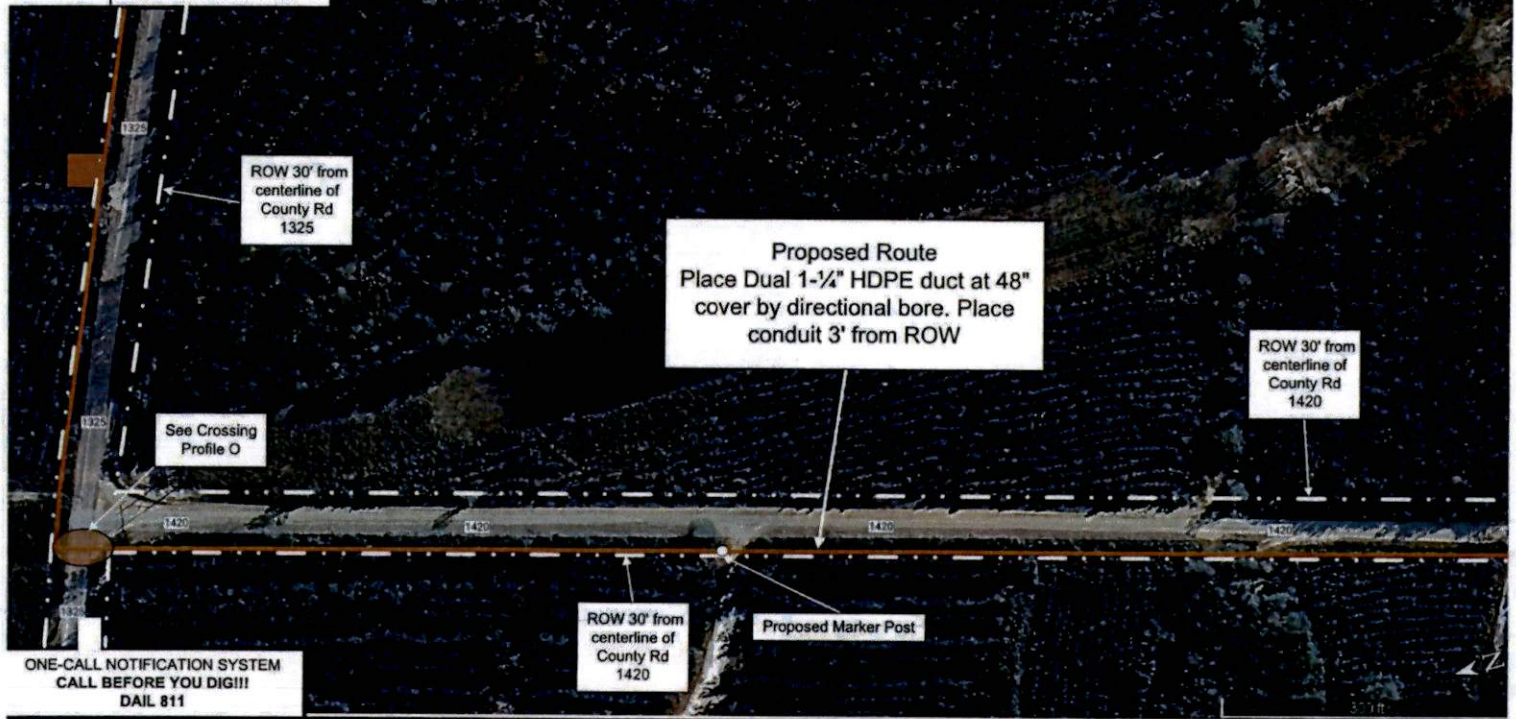 1325
ROW 30' from
centerline of
County Rd
1325
Proposed Route
Place Dual 1-¼" HDPE duct at 48"
cover by directional bore. Place
conduit 3' from ROW
ROW 30' from
centerline of
County Rd
1420
1325
See Crossing
Profile O
1420
1420
1420
1420
1325
ROW 30' from
centerline of
County Rd
1420
Proposed Marker Post
ONE-CALL NOTIFICATION SYSTEM
CALL BEFORE YOU DIG!!!
DAIL 811
Z